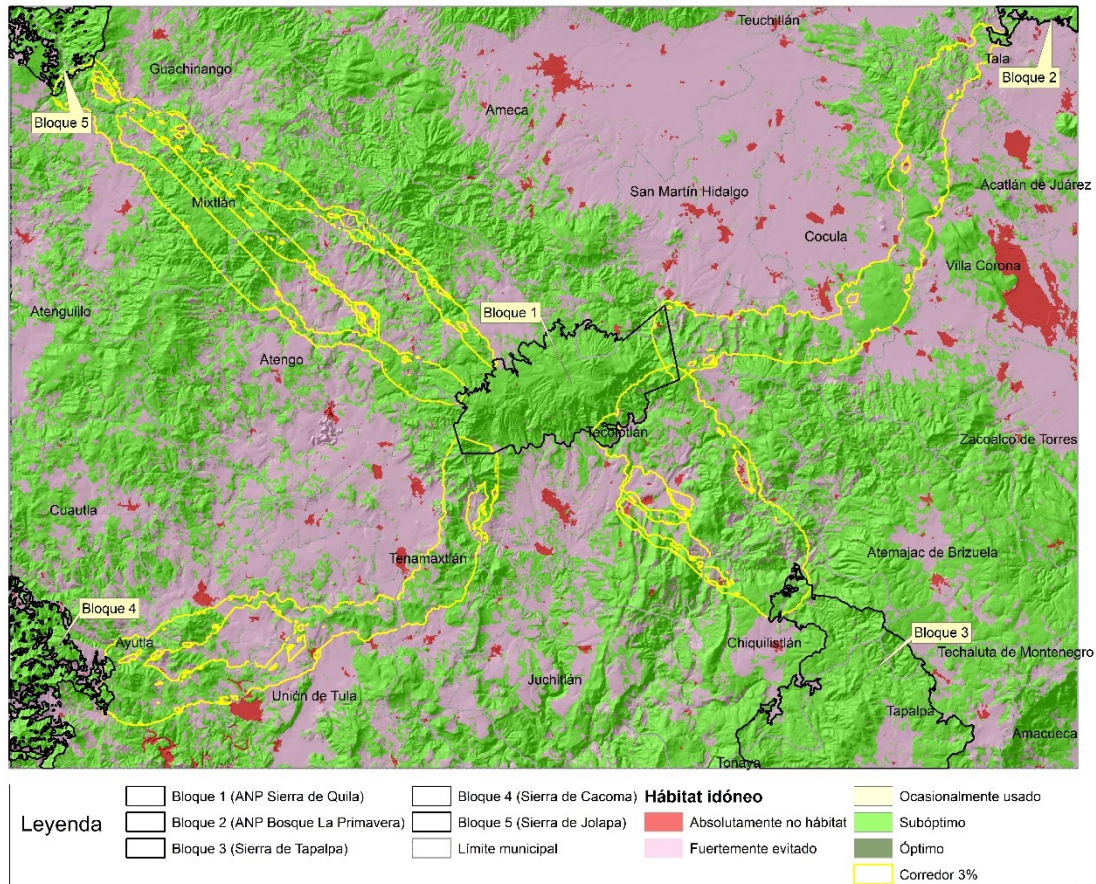 Teuchitlán
Tala
Bloque 2
Guachinango
Bloque 5
Ameca
Acatlán de Juárez
San Martín Hidalgo
Mixtlán
Cocula
Villa Corona
Atenguillo
Bloque 1
Atengo
Tecolotlán
Zacoalco de Torres
Cuautla
Tenamaxtlán
Atemajac de Brizuela
Bloque 4
Ayutla
Bloque 3
Chiquilistlán
Techaluta de Montenegro
Juchitlán
Unión de Tula
Tapalpa
Amacueca
Tonaya
Leyenda
Bloque 1 (ANP Sierra de Quila)
Bloque 2 (ANP Bosque La Primavera)
Bloque 3 (Sierra de Tapalpa)
Bloque 4 (Sierra de Cacoma)
Bloque 5 (Sierra de Jolapa)
Límite municipal
Hábitat idóneo
Absolutamente no hábitat
Fuertemente evitado
Ocasionalmente usado
Subóptimo
Óptimo
Corredor 3%